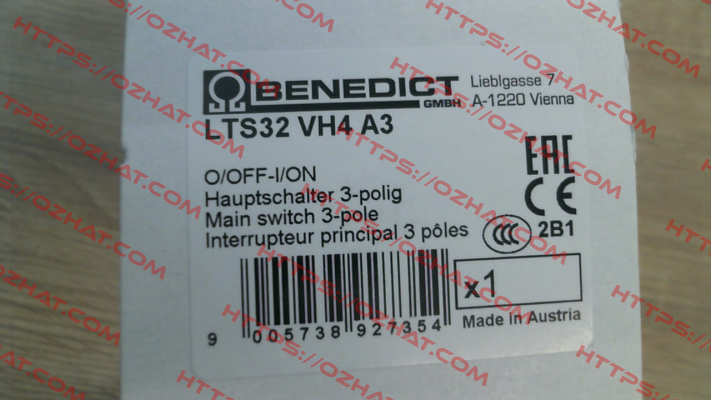 BENEDICT
GMBH
Lieblgasse 7
A-1220 Vienna
LTS32 VH4 A3
O/OFF-I/ON
Hauptschalter 3-polig
Main switch 3-pole
Interrupteur principal 3 pôles
EAC
CE
CCC
2B1
x1
9 005738 927354
Made in Austria
HTTPS://OZHAT.COM